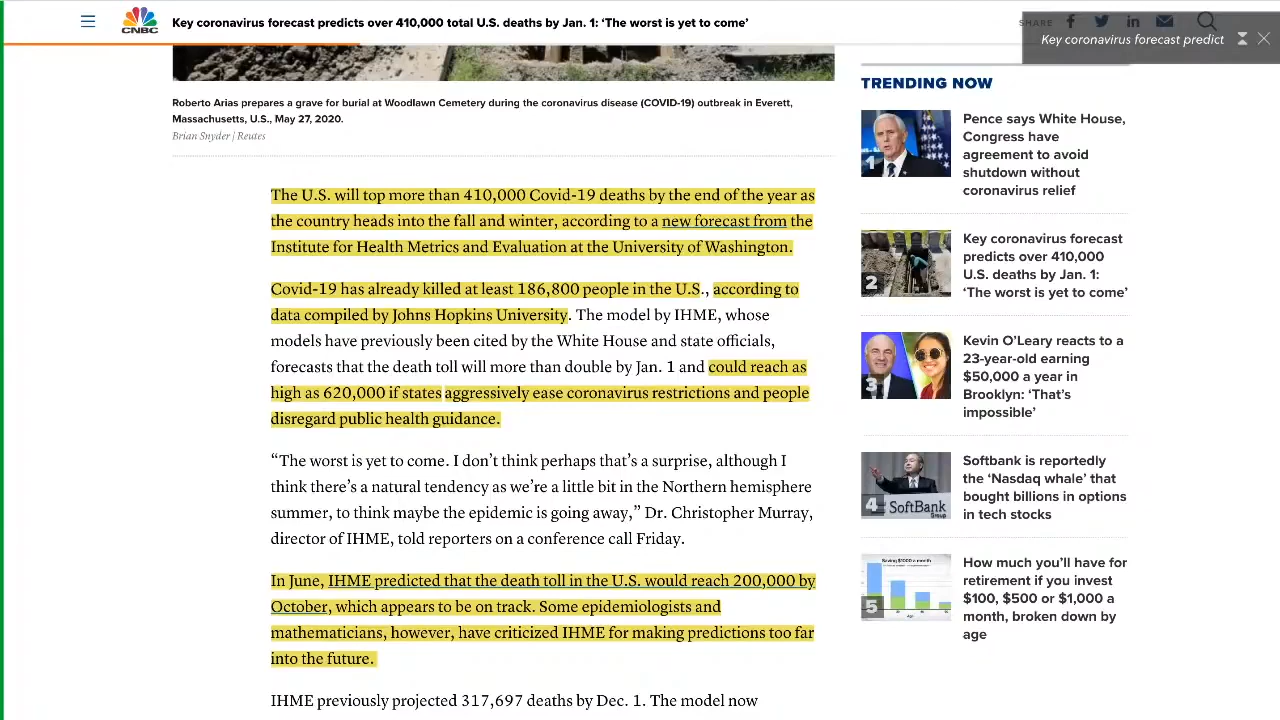 Key coronavirus forecast predicts over 410,000 total U.S. deaths by Jan. 1: ‘The worst is yet to come’
CNBC
SHARE
Key coronavirus forecast predict
Roberto Arias prepares a grave for burial at Woodlawn Cemetery during the coronavirus disease (COVID-19) outbreak in Everett,
Massachusetts, U.S., May 27, 2020.
Brian Snyder | Reutes
The U.S. will top more than 410,000 Covid-19 deaths by the end of the year as
the country heads into the fall and winter, according to a new forecast from the
Institute for Health Metrics and Evaluation at the University of Washington.
Covid-19 has already killed at least 186,800 people in the U.S., according to
data compiled by Johns Hopkins University. The model by IHME, whose
models have previously been cited by the White House and state officials,
forecasts that the death toll will more than double by Jan. 1 and could reach as
high as 620,000 if states aggressively ease coronavirus restrictions and people
disregard public health guidance.
“The worst is yet to come. I don’t think perhaps that’s a surprise, although I
think there’s a natural tendency as we’re a little bit in the Northern hemisphere
summer, to think maybe the epidemic is going away,” Dr. Christopher Murray,
director of IHME, told reporters on a conference call Friday.
In June, IHME predicted that the death toll in the U.S. would reach 200,000 by
October, which appears to be on track. Some epidemiologists and
mathematicians, however, have criticized IHME for making predictions too far
into the future.
IHME previously projected 317,697 deaths by Dec. 1. The model now
TRENDING NOW
1
Pence says White House,
Congress have
agreement to avoid
shutdown without
coronavirus relief
2
Key coronavirus forecast
predicts over 410,000
U.S. deaths by Jan. 1:
‘The worst is yet to come’
3
Kevin O’Leary reacts to a
23-year-old earning
$50,000 a year in
Brooklyn: ‘That’s
impossible’
4
SoftBank
Group
Softbank is reportedly
the ‘Nasdaq whale’ that
bought billions in options
in tech stocks
5
Saving $1000 a month
Age
How much you’ll have for
retirement if you invest
$100, $500 or $1,000 a
month, broken down by
age